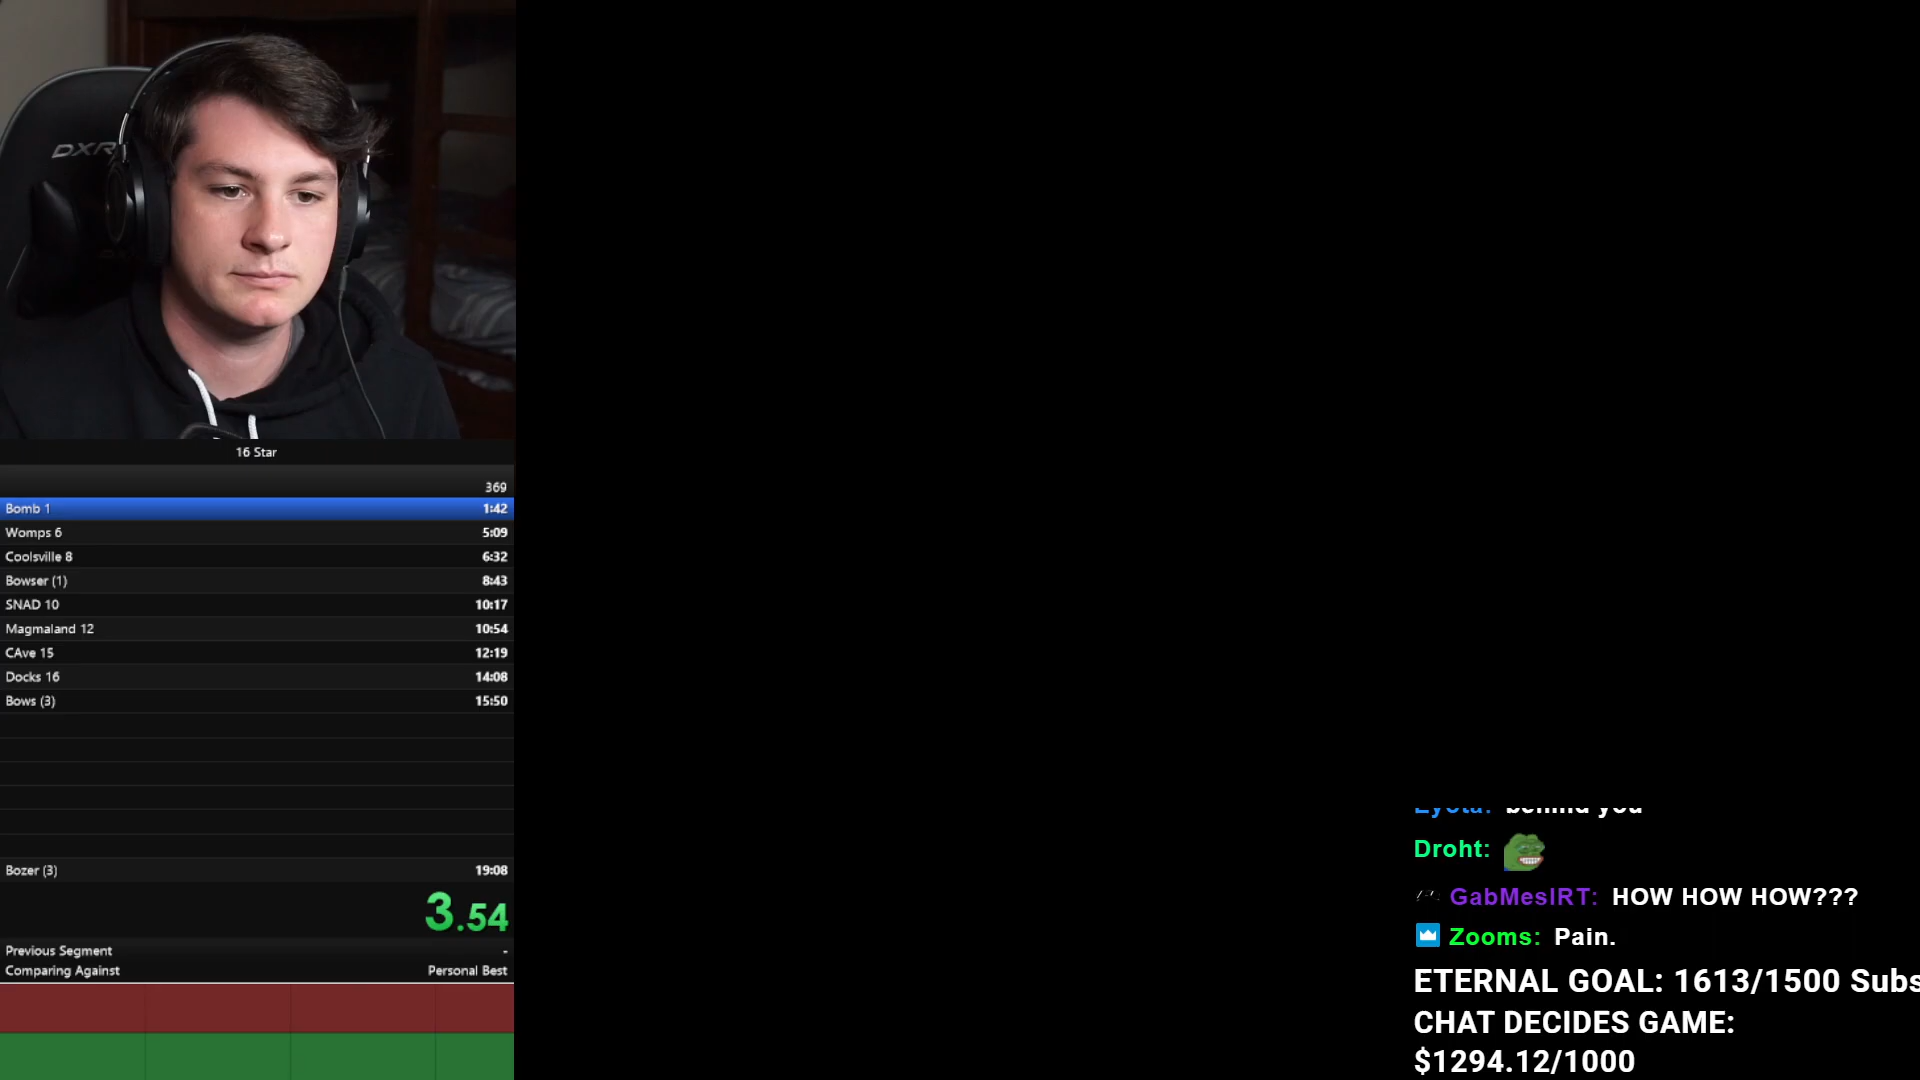 DXR
16 Star
369
Bomb 1 1:42
Womps 6 5:09
Coolsville 8 6:32
Bowser (1) 8:43
SNAD 10 10:17
Magmaland 12 10:54
CAve 15 12:19
Docks 16 14:08
Bows (3) 15:50
Bozer (3) 19:08
3.54
Previous Segment -
Comparing Against Personal Best
Eyota: behind you
Droht:
GabMesIRT: HOW HOW HOW???
Zooms: Pain.
ETERNAL GOAL: 1613/1500 Subs
CHAT DECIDES GAME:
$1294.12/1000